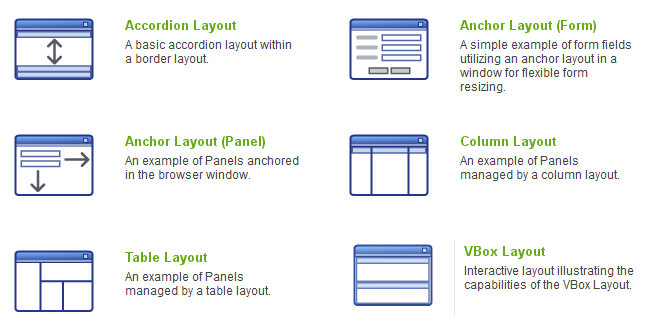 Accordion Layout
A basic accordion layout within
a border layout.
Anchor Layout (Form)
A simple example of form fields
utilizing an anchor layout in a
window for flexible form
resizing.
Anchor Layout (Panel)
An example of Panels anchored
in the browser window.
Column Layout
An example of Panels
managed by a column layout.
Table Layout
An example of Panels
managed by a table layout.
VBox Layout
Interactive layout illustrating the
capabilities of the VBox Layout.